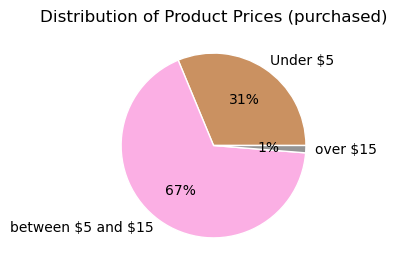 Distribution of Product Prices (purchased)
Under $5
31%
1%
over $15
67%
between $5 and $15